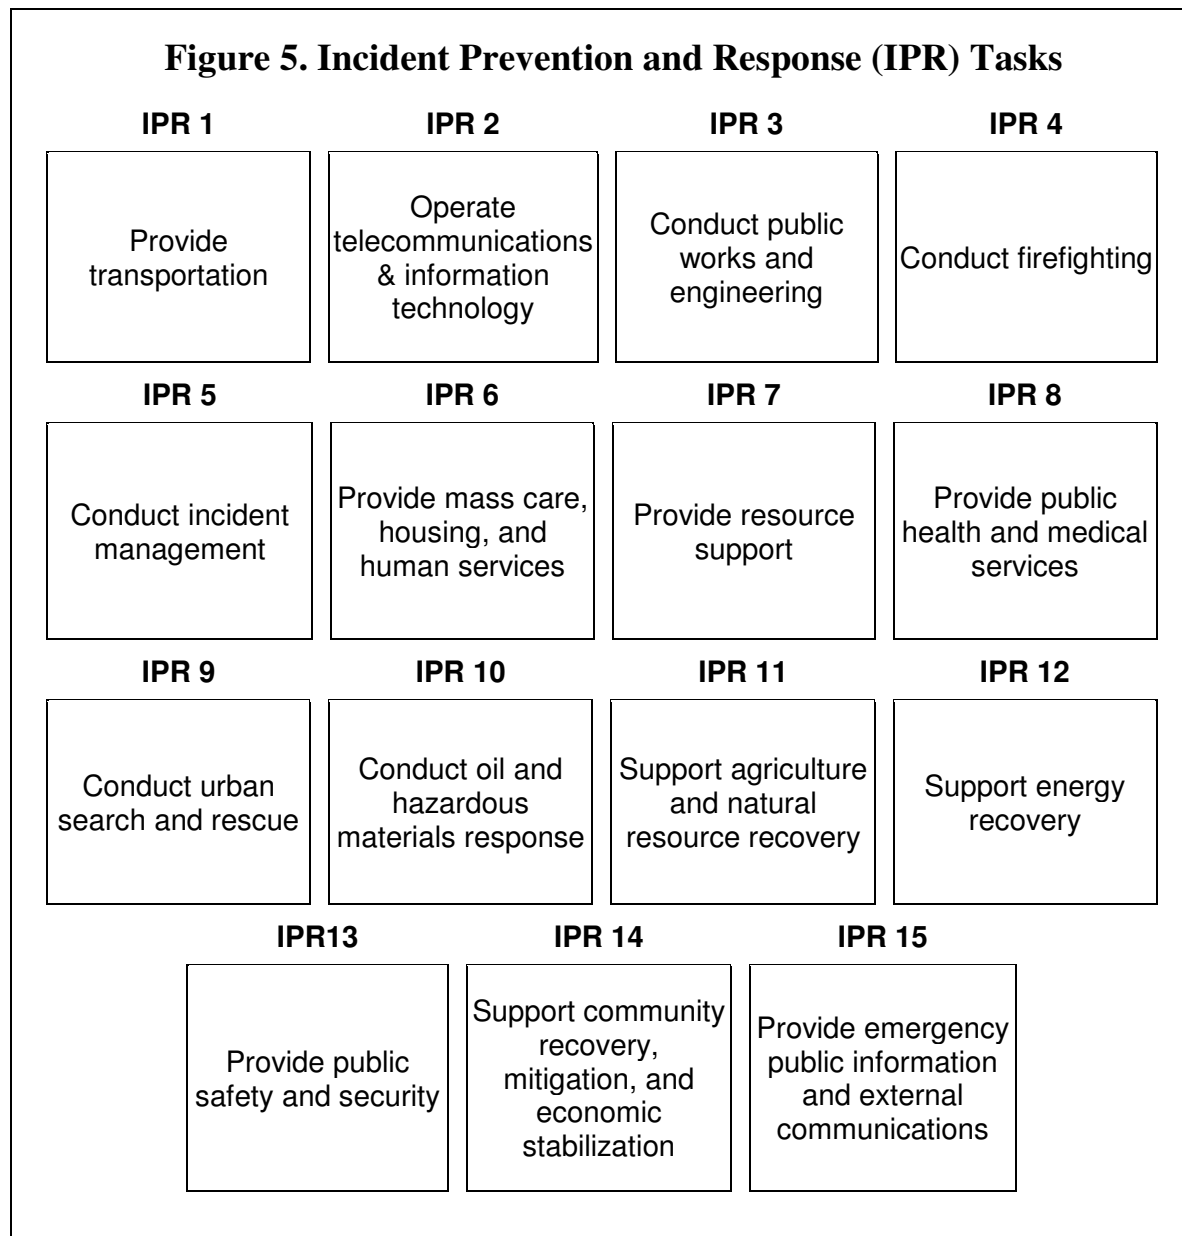 Figure 5. Incident Prevention and Response (IPR) Tasks
IPR 1
IPR 2
IPR 3
IPR 4
Provide
transportation
Operate
telecommunications
& information
technology
Conduct public
works and
engineering
Conduct firefighting
IPR 5
IPR 6
IPR 7
IPR 8
Conduct incident
management
Provide mass care,
housing, and
human services
Provide resource
support
Provide public
health and medical
services
IPR 9
IPR 10
IPR 11
IPR 12
Conduct urban
search and rescue
Conduct oil and
hazardous
materials response
Support agriculture
and natural
resource recovery
Support energy
recovery
IPR13
IPR 14
IPR 15
Provide public
safety and security
Support community
recovery,
mitigation, and
economic
stabilization
Provide emergency
public information
and external
communications